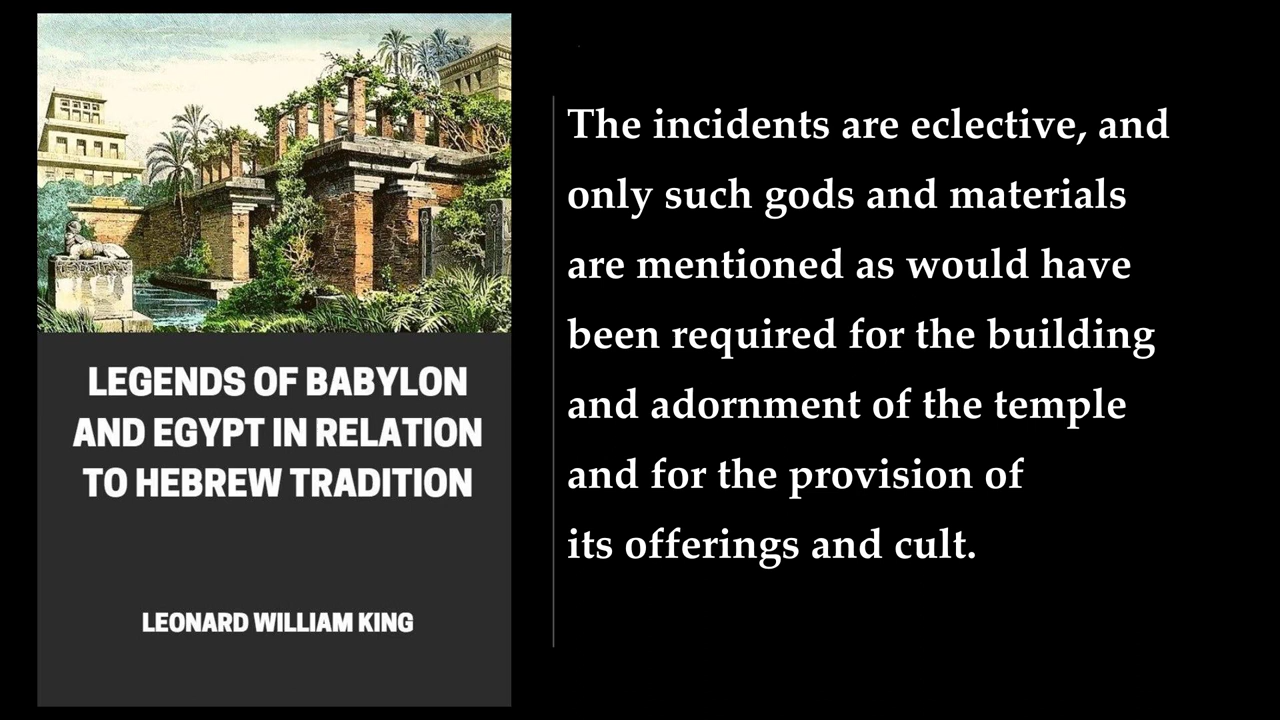 LEGENDS OF BABYLON
AND EGYPT IN RELATION
TO HEBREW TRADITION
LEONARD WILLIAM KING
The incidents are eclective, and
only such gods and materials
are mentioned as would have
been required for the building
and adornment of the temple
and for the provision of
its offerings and cult.